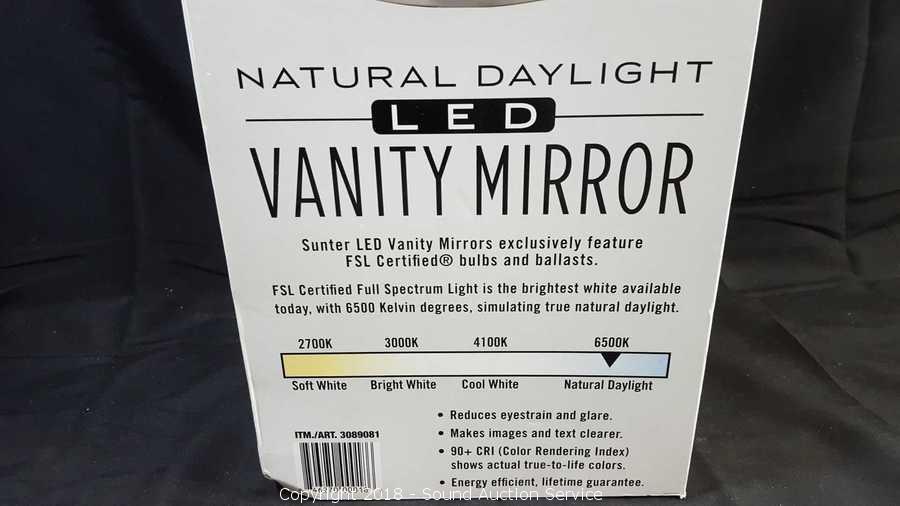 NATURAL DAYLIGHT
LED
VANITY MIRROR
Sunter LED Vanity Mirrors exclusively feature
FSL Certified® bulbs and ballasts.
FSL Certified Full Spectrum Light is the brightest white available
today, with 6500 Kelvin degrees, simulating true natural daylight.
2700K 3000K 4100K 6500K
Soft White Bright White Cool White Natural Daylight
• Reduces eyestrain and glare.
• Makes images and text clearer.
• 90+ CRI (Color Rendering Index)
shows actual true-to-life colors.
• Energy efficient, lifetime guarantee.
ITM./ART. 3089081
Copyright 2018 - Sound Auction Service